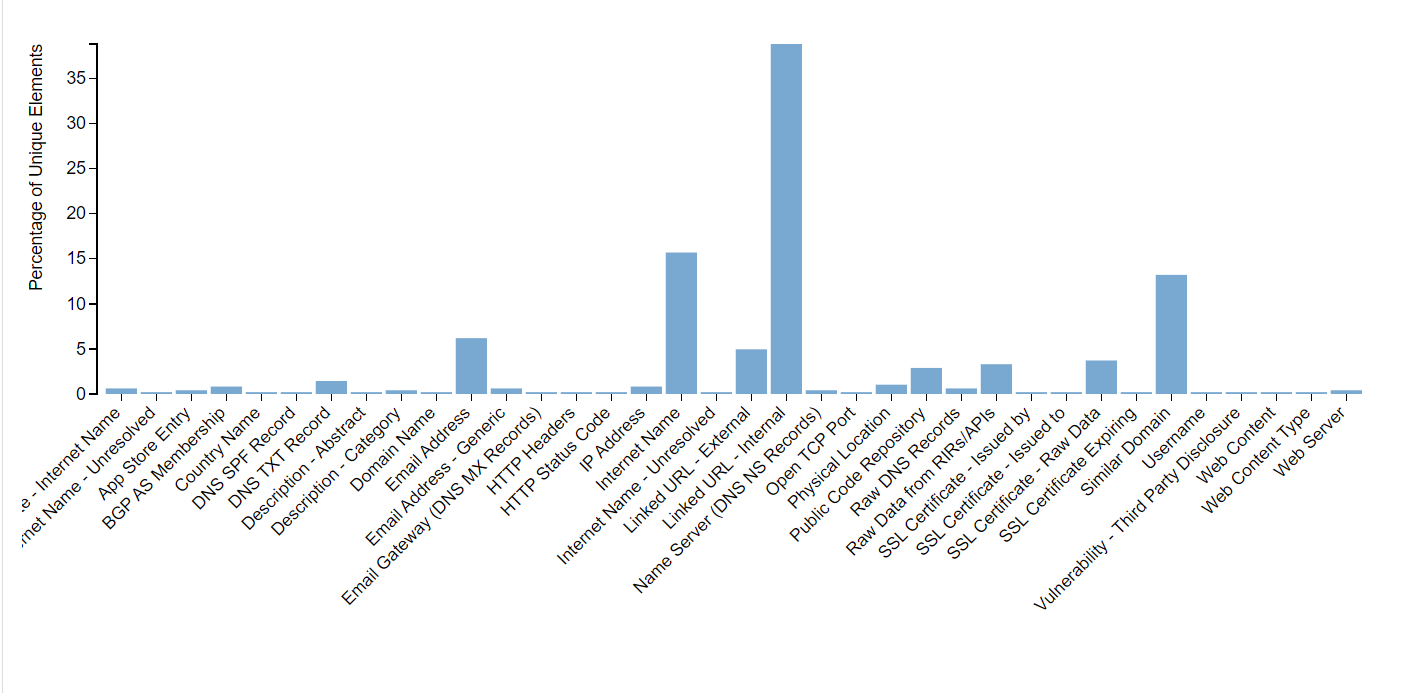 Percentage of Unique Elements
35
30
25
20
15
10
5
0
e - Internet Name
rnet Name - Unresolved
App Store Entry
BGP AS Membership
Country Name
DNS SPF Record
DNS TXT Record
Description - Abstract
Description - Category
Domain Name
Email Address
Email Address - Generic
Email Gateway (DNS MX Records)
HTTP Headers
HTTP Status Code
IP Address
Internet Name
Internet Name - Unresolved
Linked URL - External
Linked URL - Internal
Name Server (DNS NS Records)
Open TCP Port
Physical Location
Public Code Repository
Raw DNS Records
Raw Data from RIRs/APIs
SSL Certificate - Issued by
SSL Certificate - Issued to
SSL Certificate - Raw Data
SSL Certificate Expiring
Similar Domain
Username
Vulnerability - Third Party Disclosure
Web Content
Web Content Type
Web Server